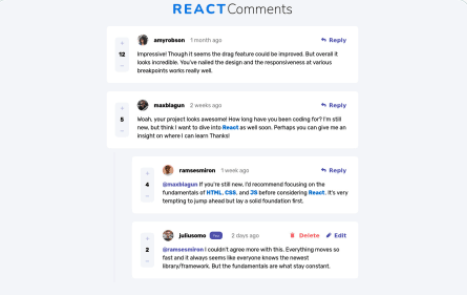 REACTComments
+
12
-
amyrobson 1 month ago Reply
Impressive! Though it seems the drag feature could be improved. But overall it
looks incredible. You've nailed the design and the responsiveness at various
breakpoints works really well.
+
5
-
maxblagun 2 weeks ago Reply
Woah, your project looks awesome! How long have you been coding for? I'm still
new, but think I want to dive into React as well soon. Perhaps you can give me an
insight on where I can learn Thanks!
+
4
-
ramsesmiron 1 week ago Reply
@maxblagun If you're still new, I'd recommend focusing on the
fundamentals of HTML, CSS, and JS before considering React. It's very
tempting to jump ahead but lay a solid foundation first.
+
2
-
juliusomo You 2 days ago Delete Edit
@ramsesmiron I couldn't agree more with this. Everything moves so
fast and it always seems like everyone knows the newest
library/framework. But the fundamentals are what stay constant.